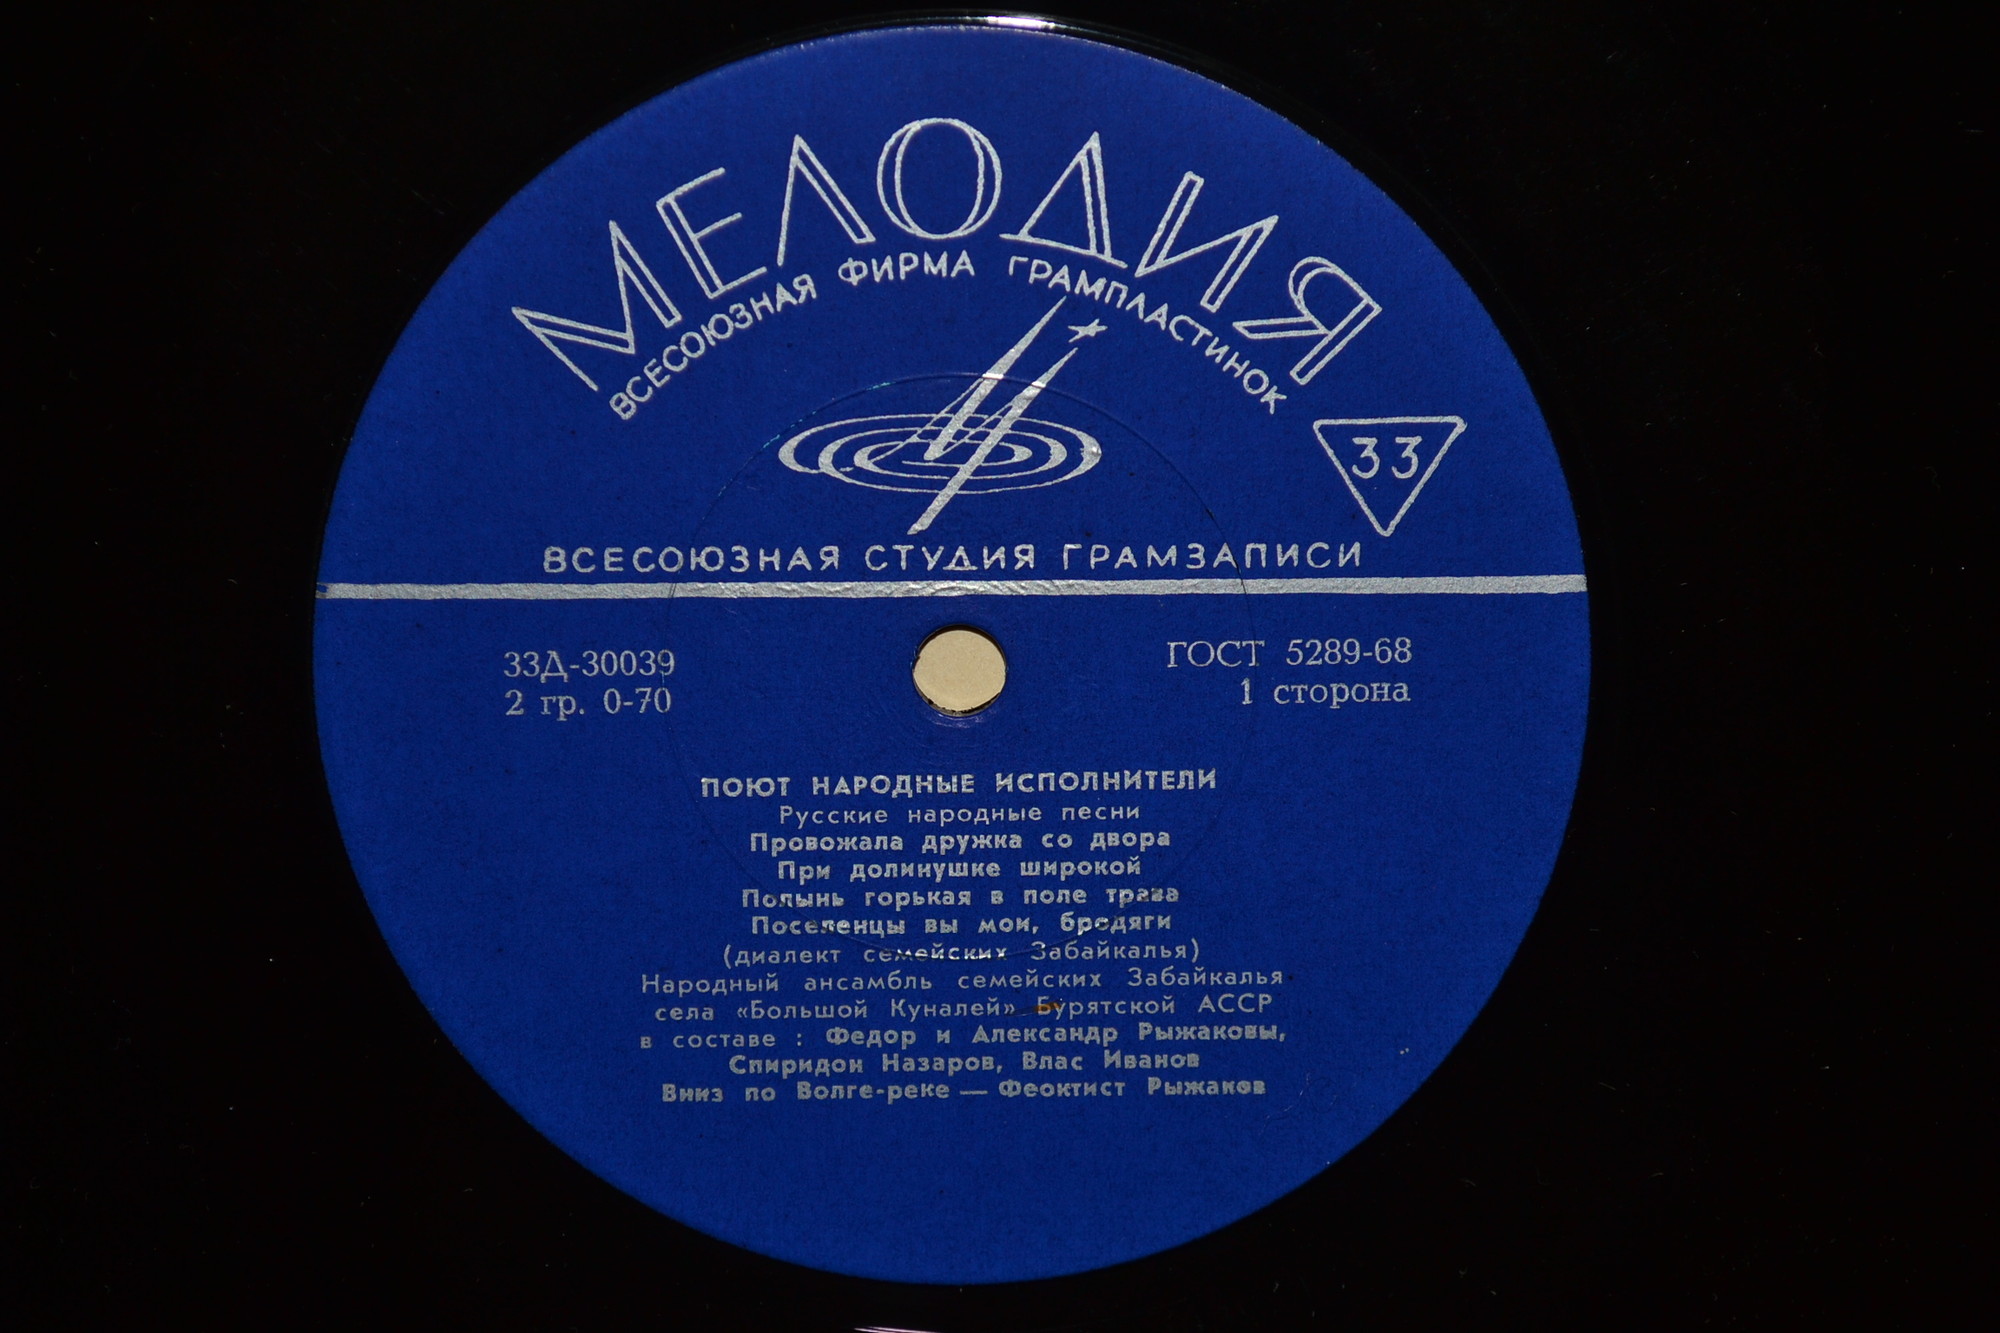 МЕЛОДИЯ
ВСЕСОЮЗНАЯ ФИРМА ГРАМПЛАСТИНОК
33
ВСЕСОЮЗНАЯ СТУДИЯ ГРАМЗАПИСИ
33Д-30039
2 гр. 0-70
ГОСТ 5289-68
1 сторона
ПОЮТ НАРОДНЫЕ ИСПОЛНИТЕЛИ
Русские народные песни
Провожала дружка со двора
При долинушке широкой
Полынь горькая в поле трава
Поселенцы вы мои, бродяги
(диалект семейских Забайкалья)
Народный ансамбль семейских Забайкалья
села «Большой Куналей» Бурятской АССР
в составе : Федор и Александр Рыжаковы,
Спиридон Назаров, Влас Иванов
Вниз по Волге-реке — Феоктист Рыжаков